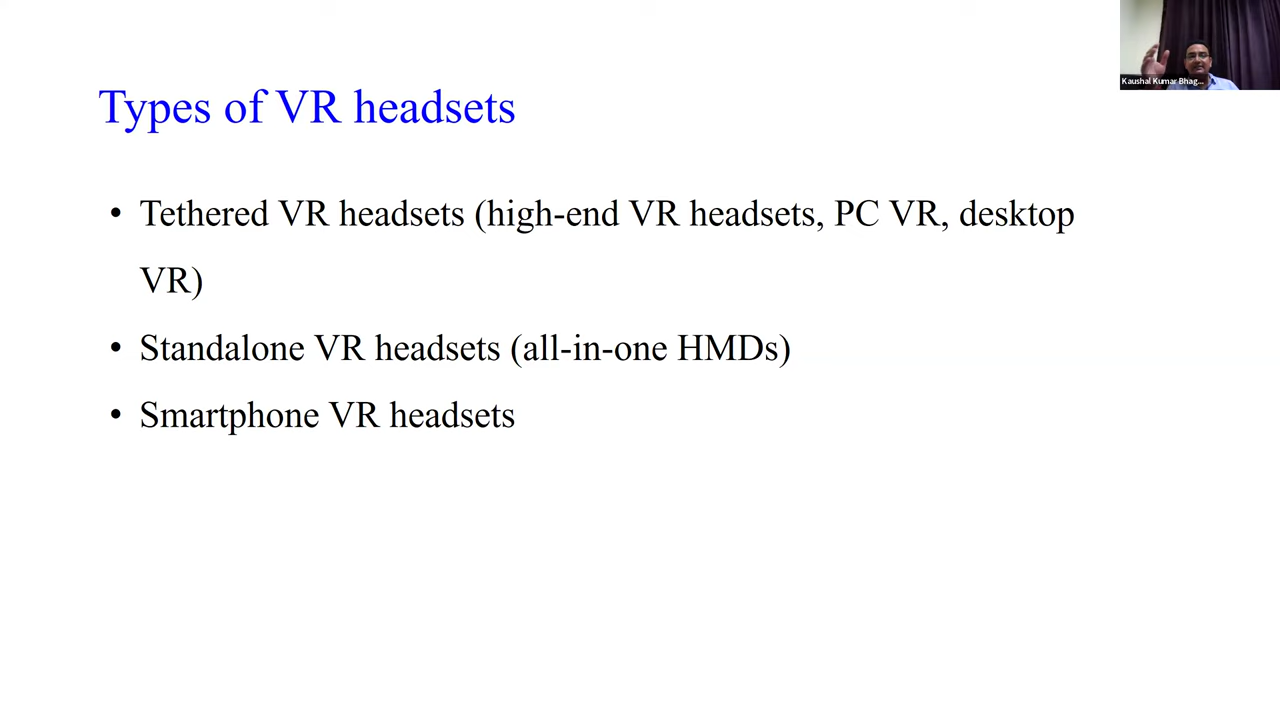 Kaushal Kumar Bhag...
Types of VR headsets
• Tethered VR headsets (high-end VR headsets, PC VR, desktop
VR)
• Standalone VR headsets (all-in-one HMDs)
• Smartphone VR headsets